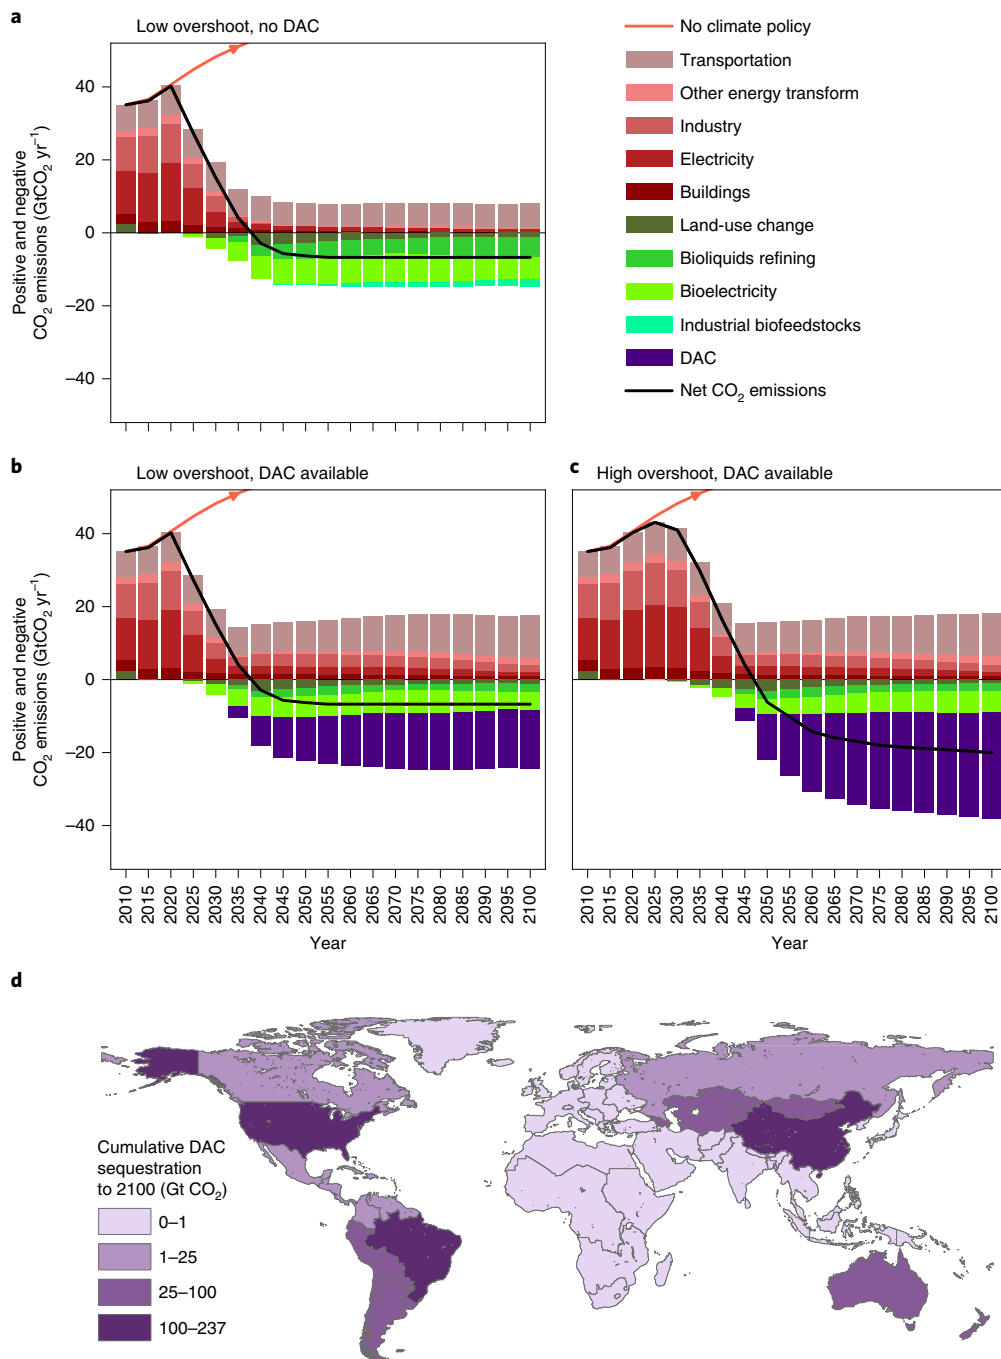 a
Low overshoot, no DAC
Positive and negative
CO2 emissions (GtCO2 yr−1)
40
20
0
−20
−40
No climate policy
Transportation
Other energy transform
Industry
Electricity
Buildings
Land-use change
Bioliquids refining
Bioelectricity
Industrial biofeedstocks
DAC
Net CO2 emissions
b
Low overshoot, DAC available
Positive and negative
CO2 emissions (GtCO2 yr−1)
40
20
0
−20
−40
2010
2015
2020
2025
2030
2035
2040
2045
2050
2055
2060
2065
2070
2075
2080
2085
2090
2095
2100
Year
c
High overshoot, DAC available
2010
2015
2020
2025
2030
2035
2040
2045
2050
2055
2060
2065
2070
2075
2080
2085
2090
2095
2100
Year
d
Cumulative DAC
sequestration
to 2100 (Gt CO2)
0–1
1–25
25–100
100–237